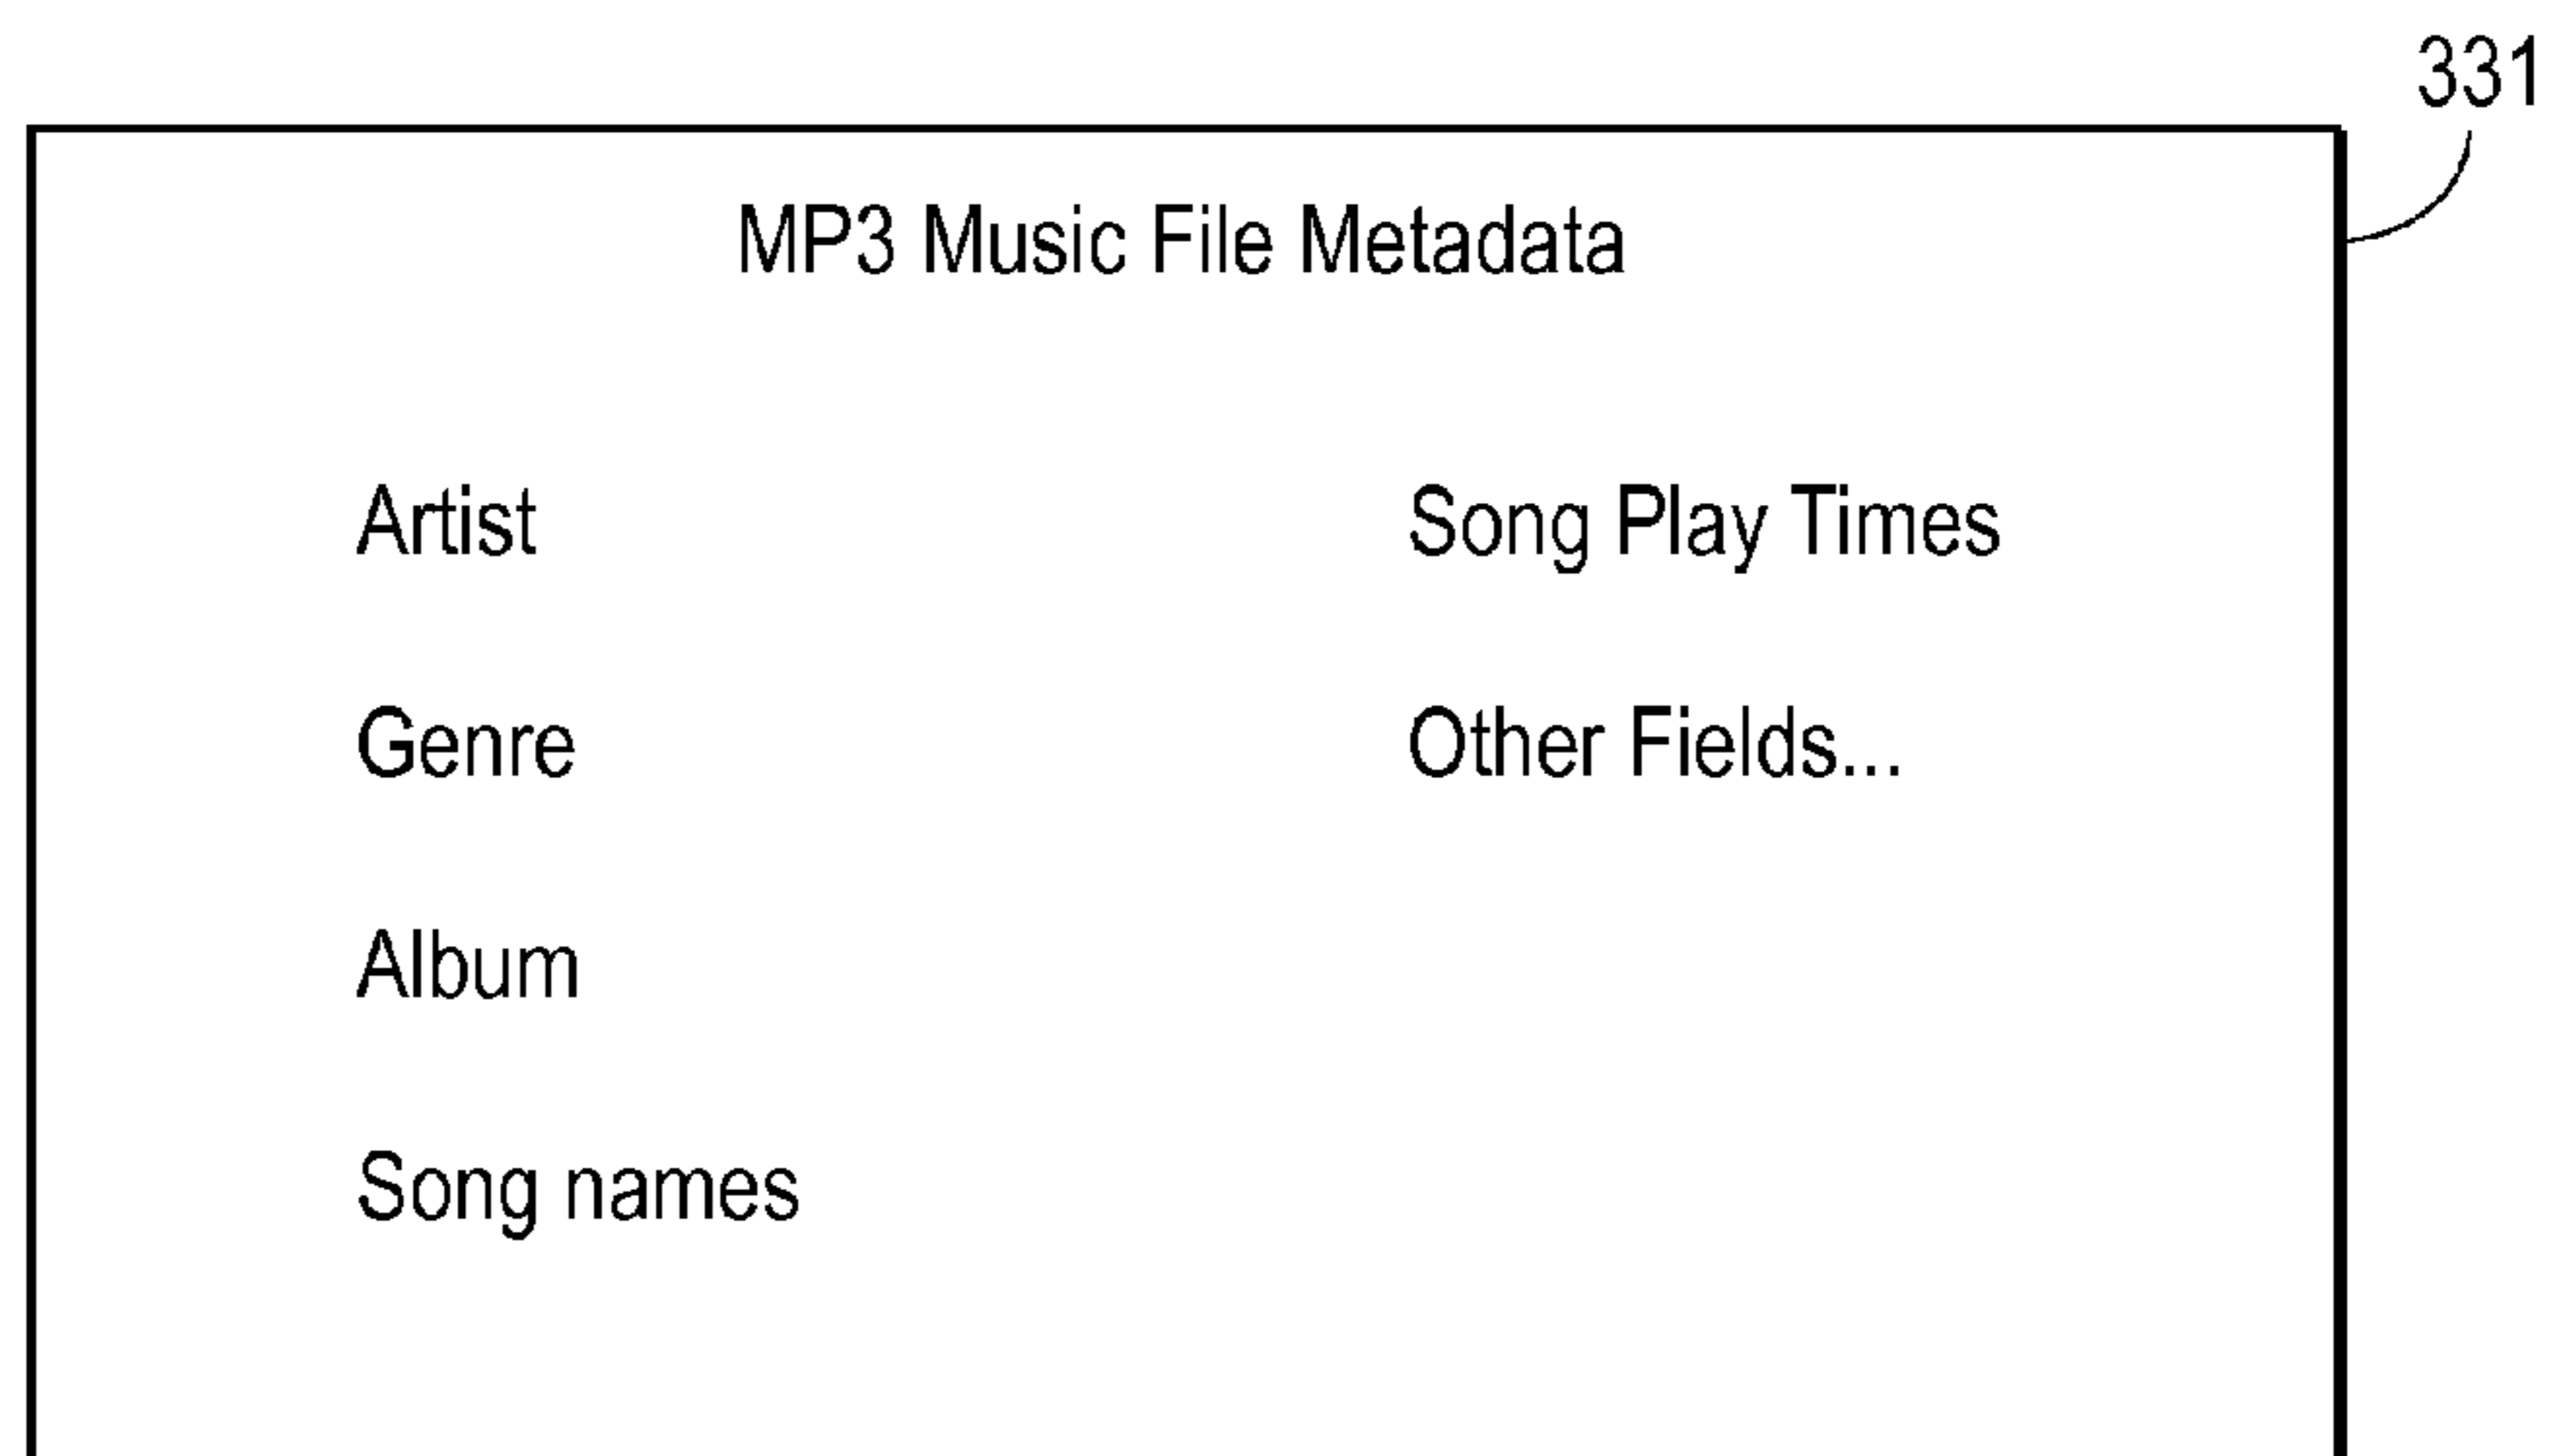 331
MP3 Music File Metadata
Artist
Genre
Album
Song names
Song Play Times
Other Fields...